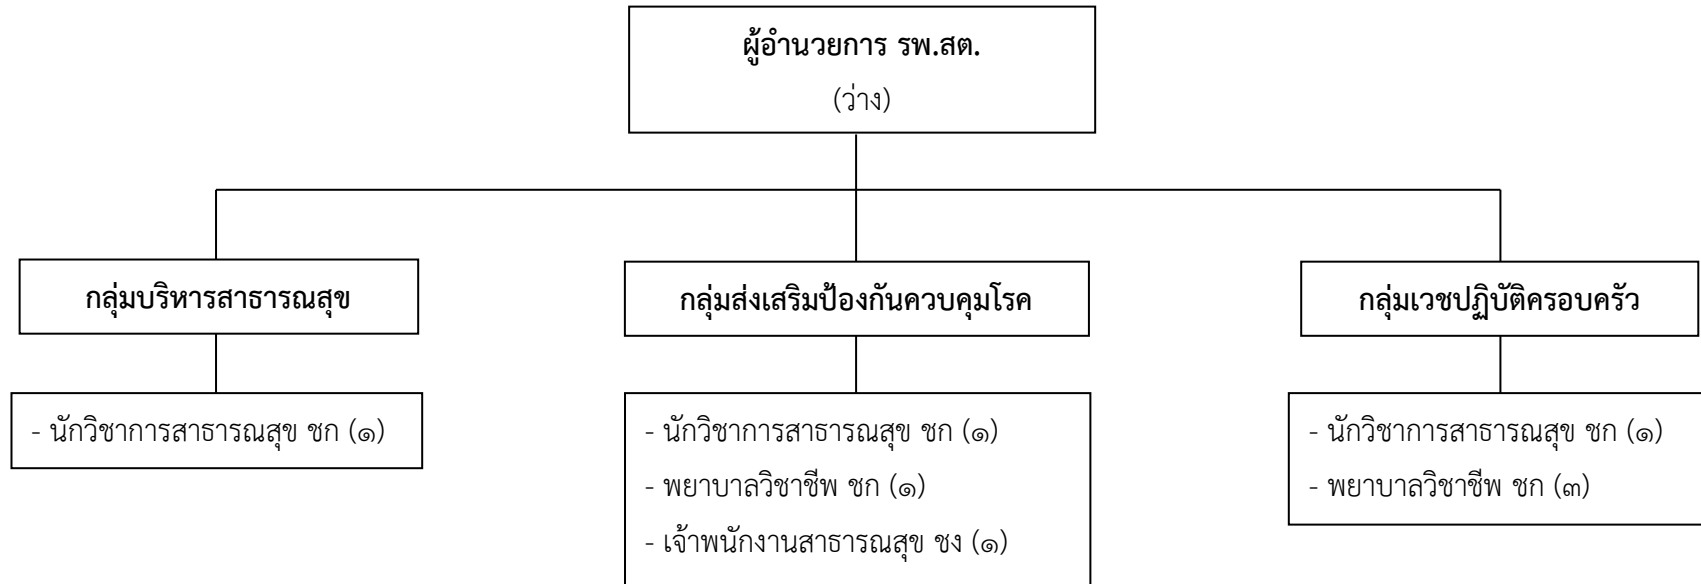 ผู้อำนวยการ รพ.สต.
(ว่าง)
กลุ่มบริหารสาธารณสุข
- นักวิชาการสาธารณสุข ชก (๑)
กลุ่มส่งเสริมป้องกันควบคุมโรค
- นักวิชาการสาธารณสุข ชก (๑)
- พยาบาลวิชาชีพ ชก (๑)
- เจ้าพนักงานสาธารณสุข ชง (๑)
กลุ่มเวชปฏิบัติครอบครัว
- นักวิชาการสาธารณสุข ชก (๑)
- พยาบาลวิชาชีพ ชก (๓)